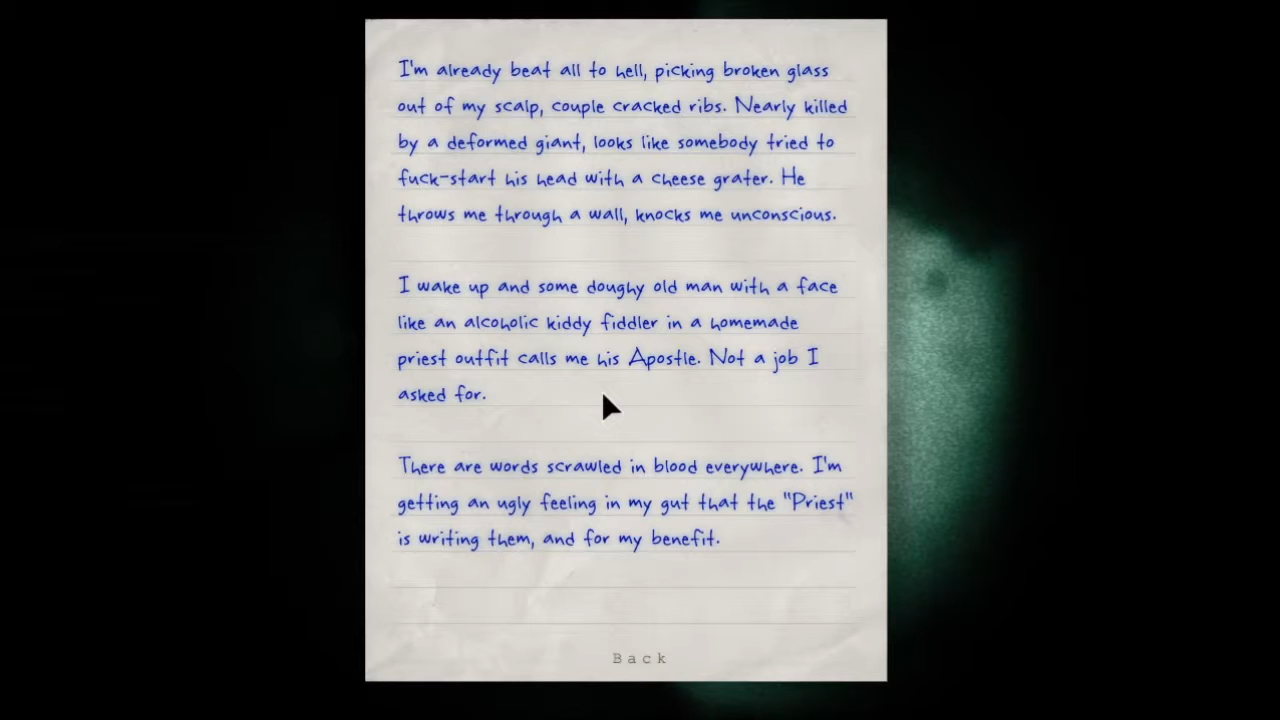 I'm already beat all to hell, picking broken glass
out of my scalp, couple cracked ribs. Nearly killed
by a deformed giant, looks like somebody tried to
fuck-start his head with a cheese grater. He
throws me through a wall, knocks me unconscious.
I wake up and some doughy old man with a face
like an alcoholic kiddy fiddler in a homemade
priest outfit calls me his Apostle. Not a job I
asked for.
There are words scrawled in blood everywhere. I'm
getting an ugly feeling in my gut that the "Priest"
is writing them, and for my benefit.
Back